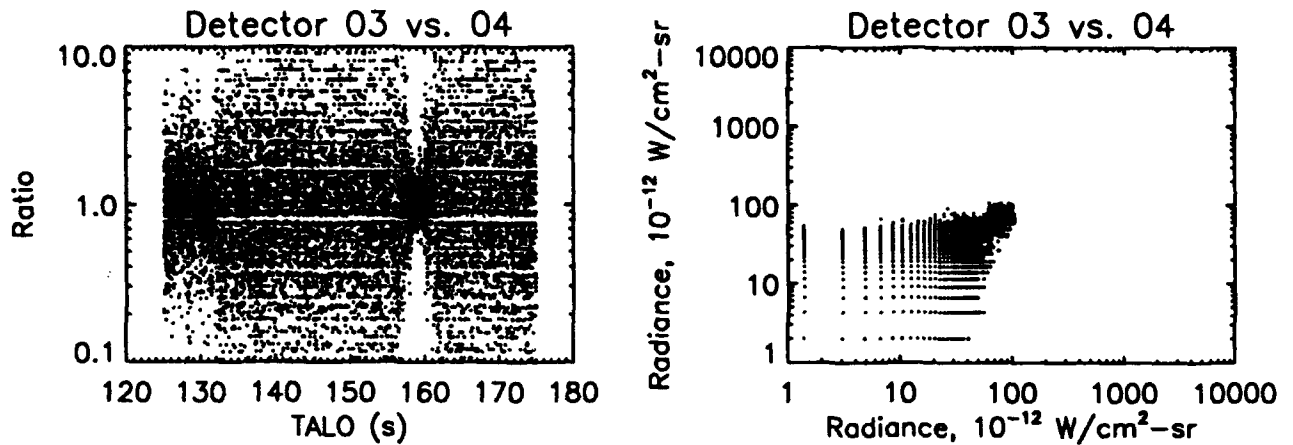 Detector 03 vs. 04
10.0
1.0
0.1
Ratio
120 130 140 150 160 170 180
TALO (s)
Detector 03 vs. 04
10000
1000
100
10
1
Radiance, 10⁻¹² W/cm²-sr
1 10 100 1000 10000
Radiance, 10⁻¹² W/cm²-sr